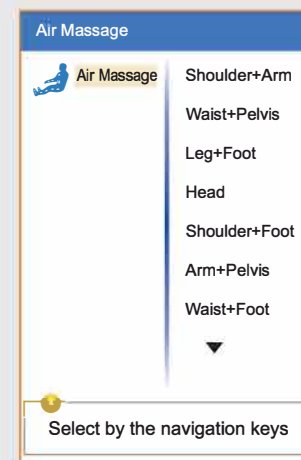 Air Massage
Air Massage
Shoulder+Arm
Waist+Pelvis
Leg+Foot
Head
Shoulder+Foot
Arm+Pelvis
Waist+Foot
Select by the navigation keys